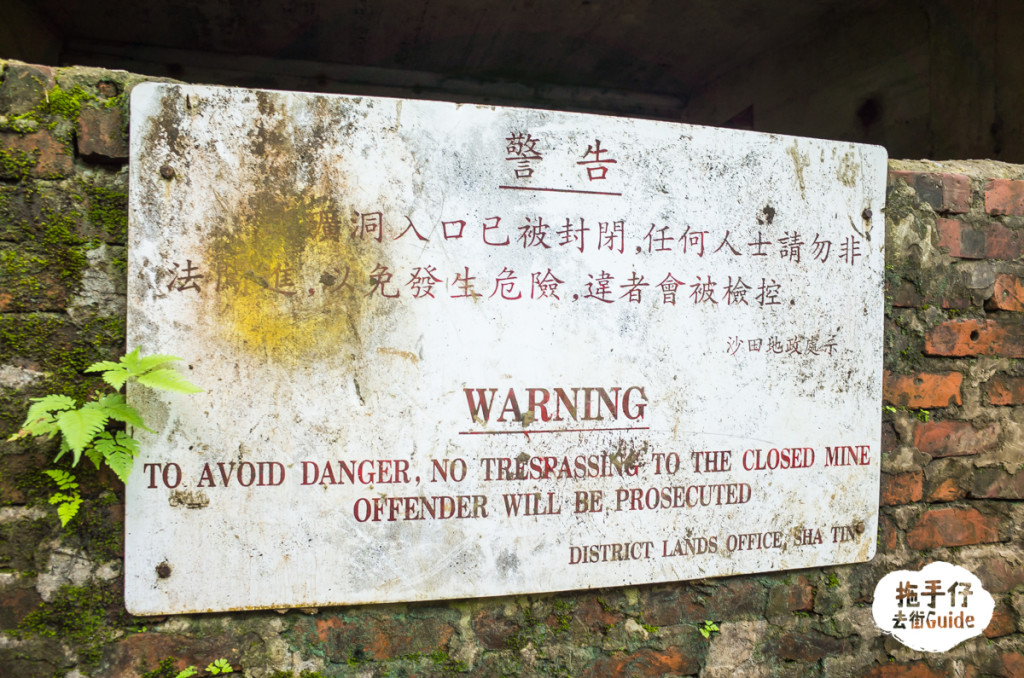 警告
洞入口已被封閉,任何人士請勿非
法 進,以免發生危險,違者會被檢控.
沙田地政處示
WARNING
TO AVOID DANGER, NO TRESPASSING TO THE CLOSED MINE
OFFENDER WILL BE PROSECUTED
DISTRICT LANDS OFFICE, SHA TIN
拖手仔
去街Guide